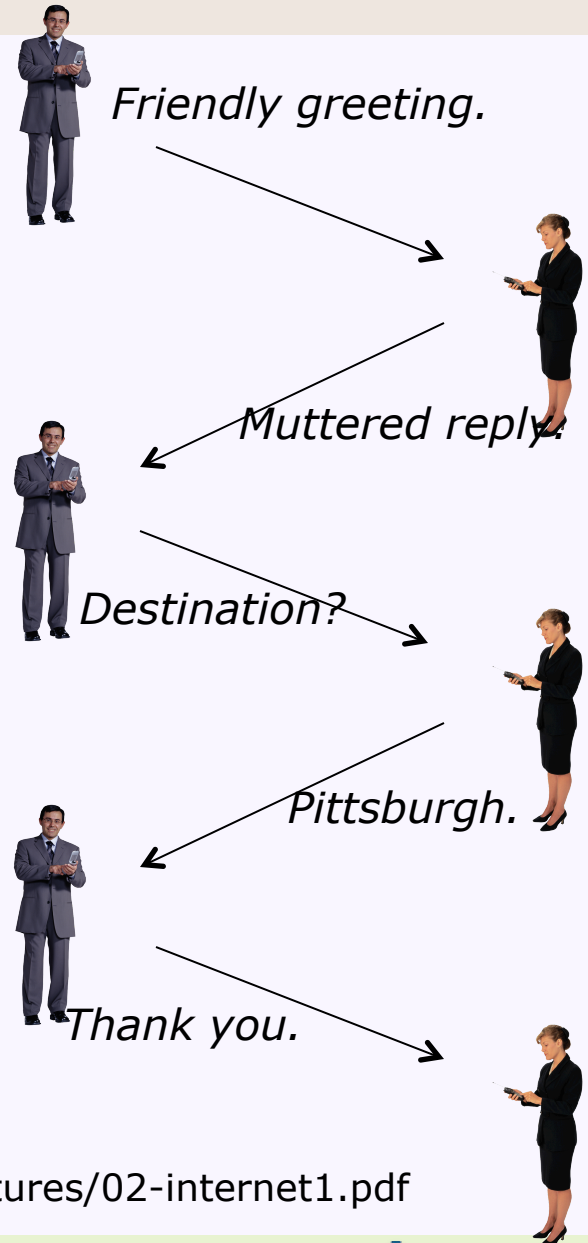 Friendly greeting.
Muttered reply.
Destination?
Pittsburgh.
Thank you.
tures/02-internet1.pdf